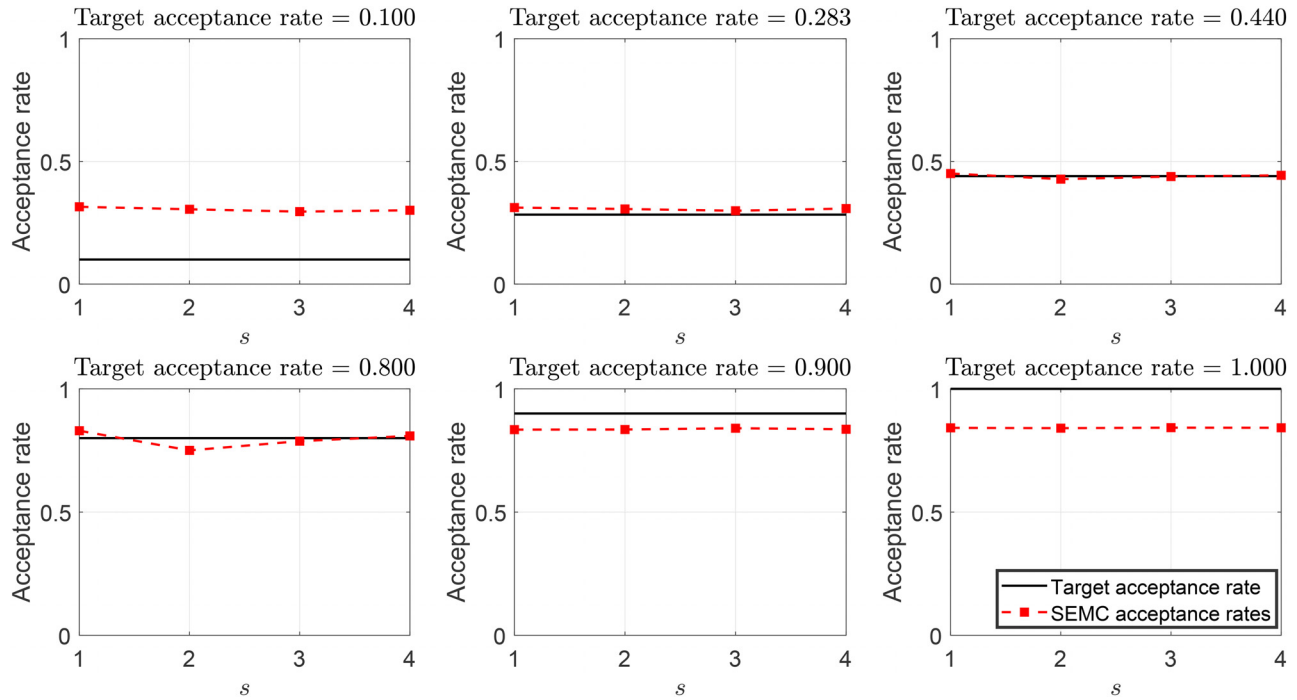 Target acceptance rate = 0.100
1
0.5
0
Acceptance rate
1 2 3 4
s
Target acceptance rate = 0.283
1
0.5
0
Acceptance rate
1 2 3 4
s
Target acceptance rate = 0.440
1
0.5
0
Acceptance rate
1 2 3 4
s
Target acceptance rate = 0.800
1
0.5
0
Acceptance rate
1 2 3 4
s
Target acceptance rate = 0.900
1
0.5
0
Acceptance rate
1 2 3 4
s
Target acceptance rate = 1.000
1
0.5
0
Acceptance rate
1 2 3 4
s
Target acceptance rate
SEMC acceptance rates